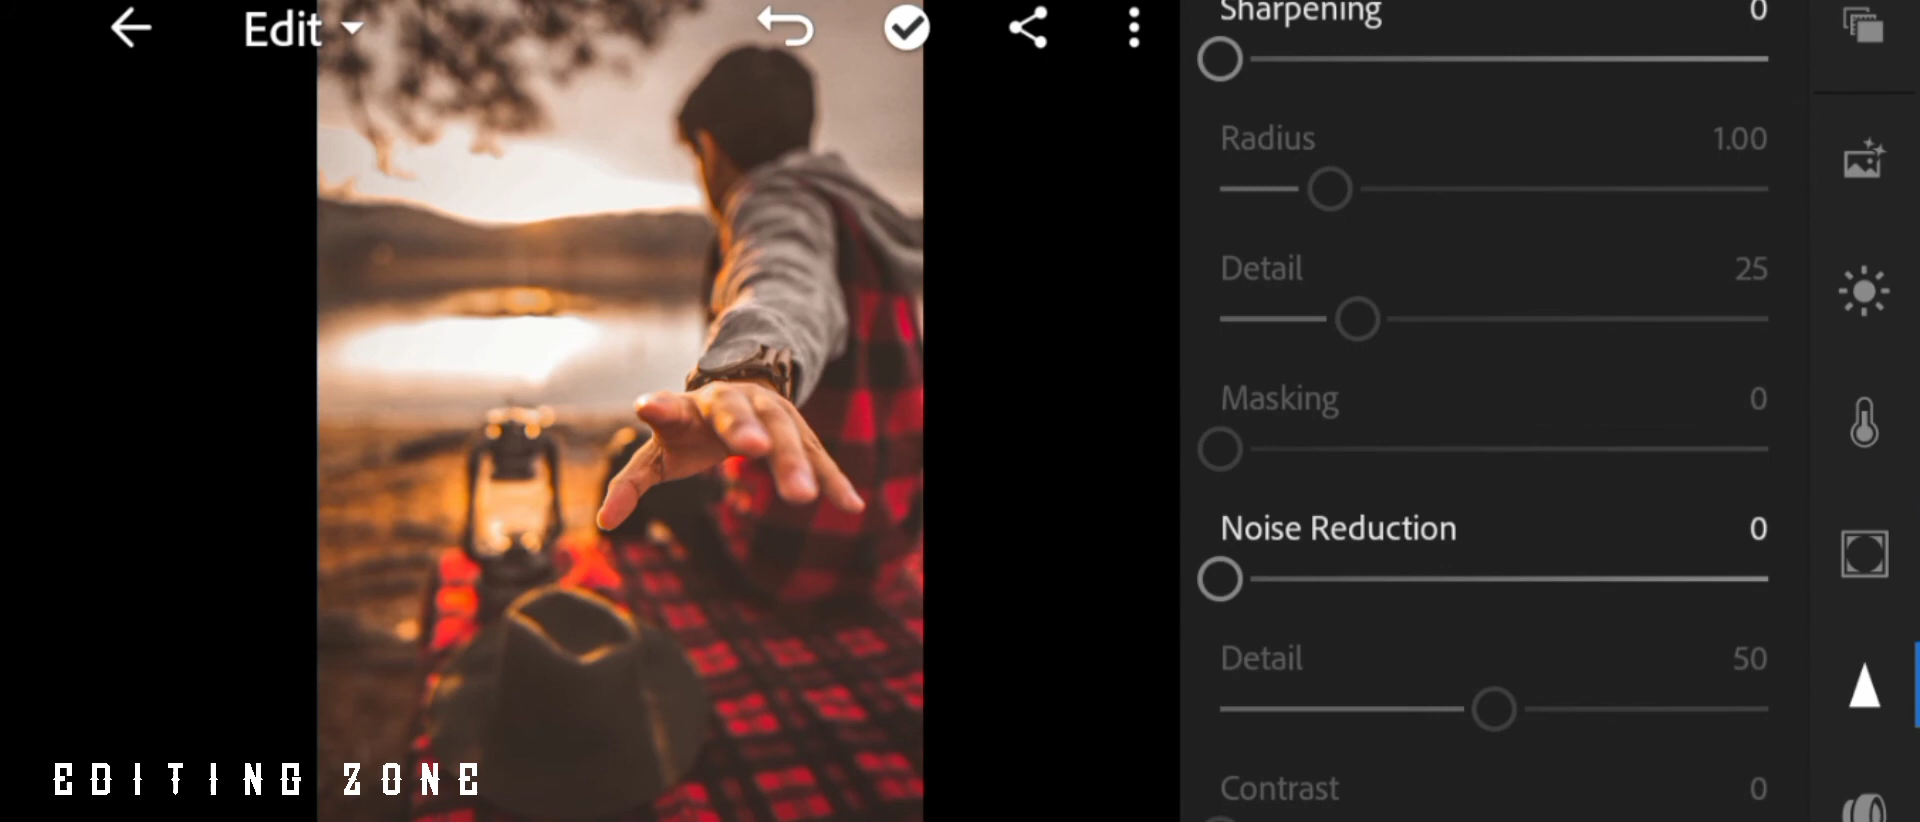 Edit
Sharpening 0
Radius 1.00
Detail 25
Masking 0
Noise Reduction 0
Detail 50
Contrast 0
EDITING ZONE